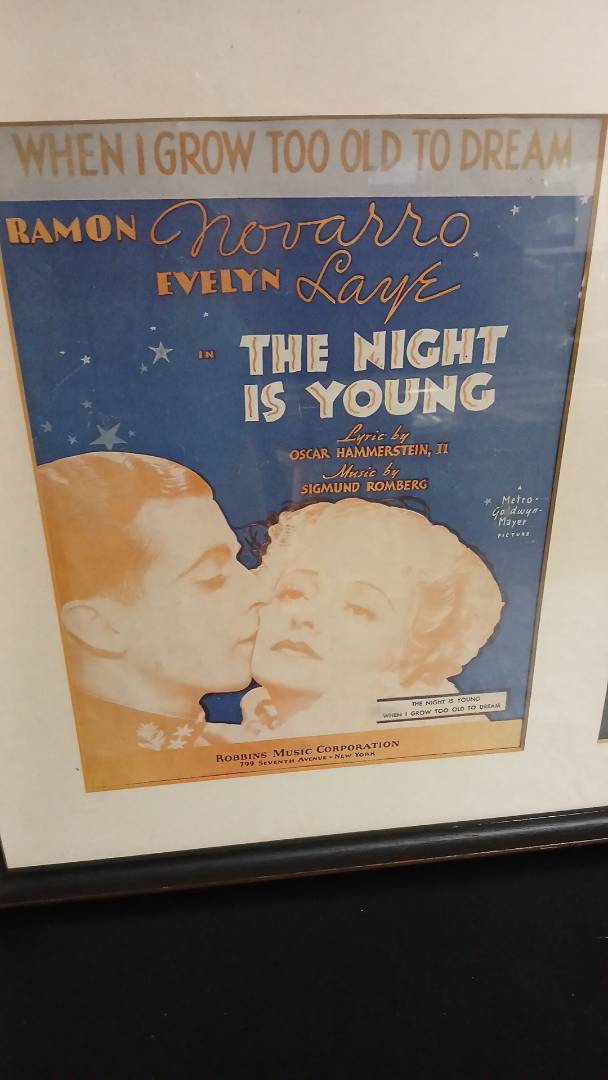 WHEN I GROW TOO OLD TO DREAM
RAMON Novarro
EVELYN Laye
IN THE NIGHT
IS YOUNG
Lyric by
OSCAR HAMMERSTEIN, II
Music by
SIGMUND ROMBERG
A
Metro-
Goldwyn-
Mayer
PICTURE
THE NIGHT IS YOUNG
WHEN I GROW TOO OLD TO DREAM
ROBBINS MUSIC CORPORATION
799 SEVENTH AVENUE • NEW YORK